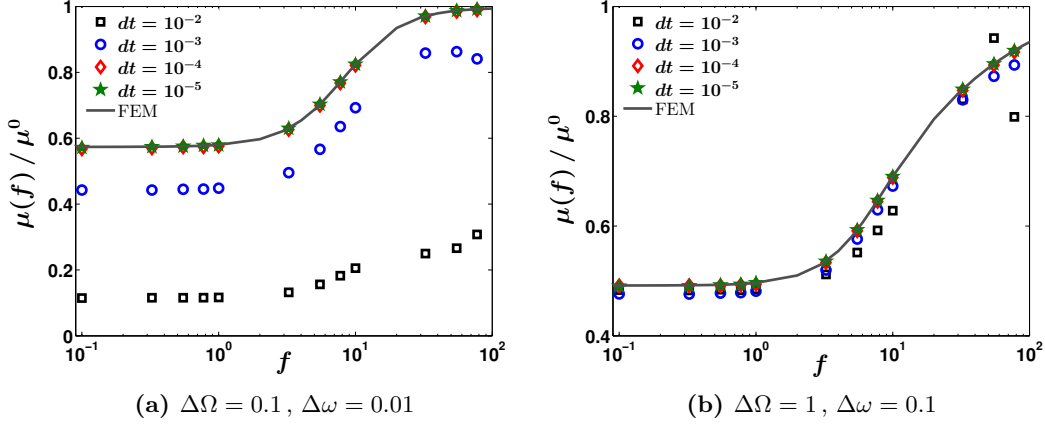 1
0.8
0.6
0.4
0.2
0
μ(f) / μ⁰
dt = 10⁻²
dt = 10⁻³
dt = 10⁻⁴
dt = 10⁻⁵
FEM
10⁻¹ 10⁰ 10¹ 10²
f
(a) ΔΩ = 0.1 , Δω = 0.01
1
0.8
0.6
0.4
μ(f) / μ⁰
dt = 10⁻²
dt = 10⁻³
dt = 10⁻⁴
dt = 10⁻⁵
FEM
10⁻¹ 10⁰ 10¹ 10²
f
(b) ΔΩ = 1 , Δω = 0.1